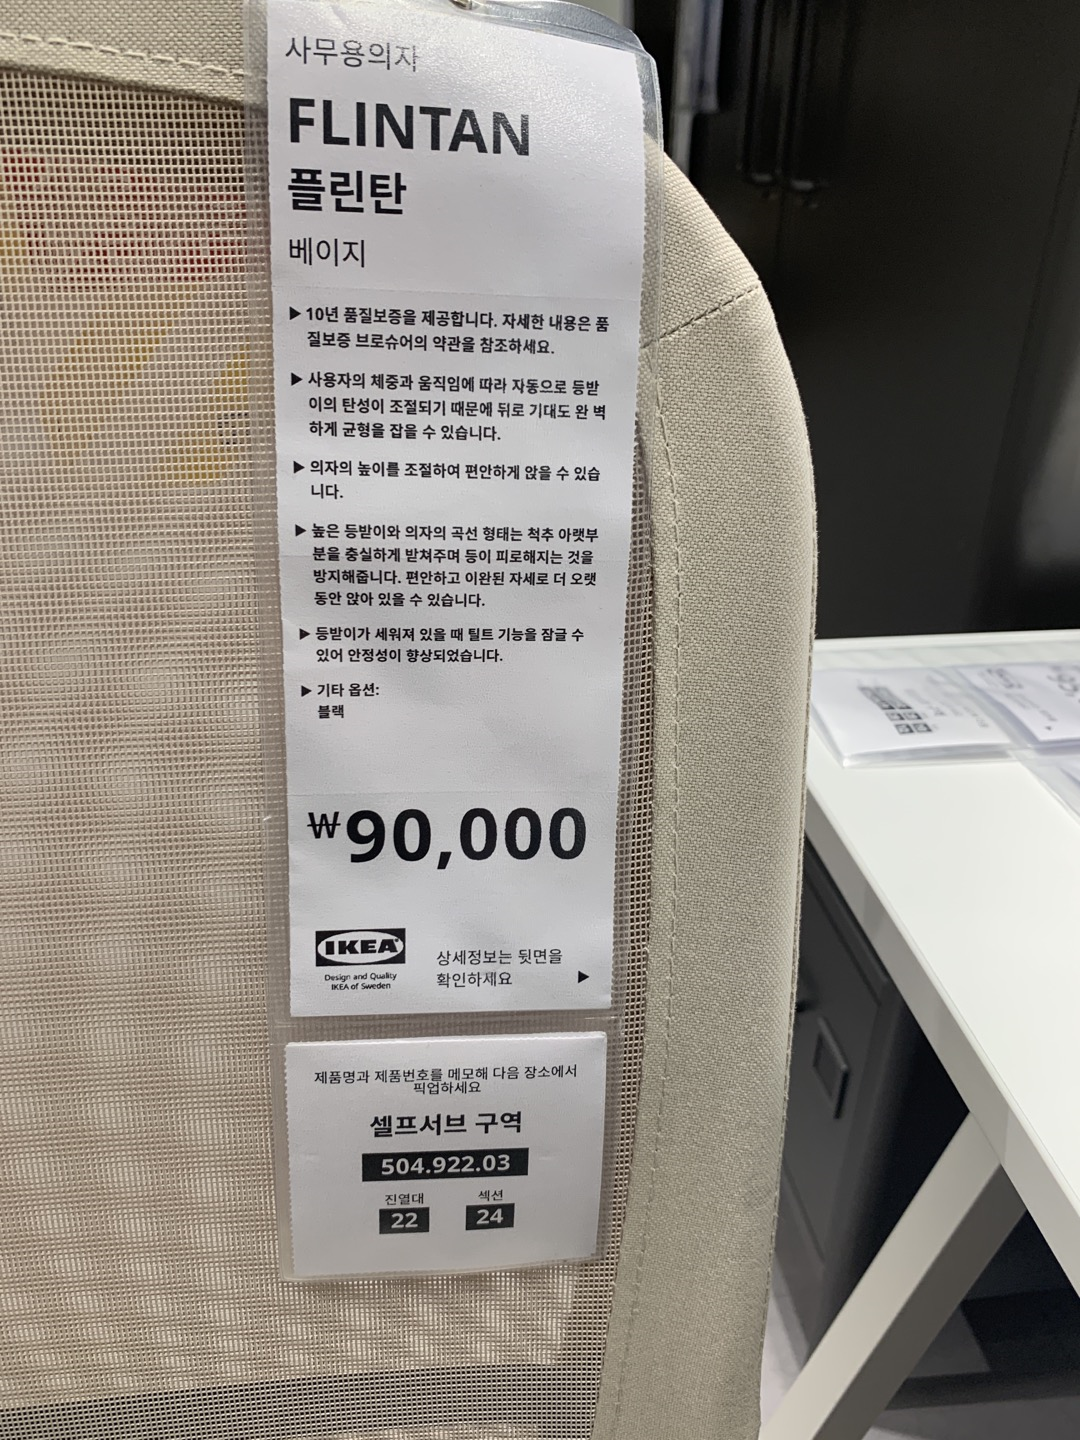 사무용의자
FLINTAN
플린탄
베이지
▶ 10년 품질보증을 제공합니다. 자세한 내용은 품
질보증 브로슈어의 약관을 참조하세요.
▶ 사용자의 체중과 움직임에 따라 자동으로 등받
이의 탄성이 조절되기 때문에 뒤로 기대도 완 벽
하게 균형을 잡을 수 있습니다.
▶ 의자의 높이를 조절하여 편안하게 앉을 수 있습
니다.
▶ 높은 등받이와 의자의 곡선 형태는 척추 아랫부
분을 충실하게 받쳐주며 등이 피로해지는 것을
방지해줍니다. 편안하고 이완된 자세로 더 오랫
동안 앉아 있을 수 있습니다.
▶ 등받이가 세워져 있을 때 틸트 기능을 잠글 수
있어 안정성이 향상되었습니다.
▶ 기타 옵션:
블랙
₩90,000
IKEA
Design and Quality
IKEA of Sweden
상세정보는 뒷면을
확인하세요 ▶
제품명과 제품번호를 메모해 다음 장소에서
픽업하세요
셀프서브 구역
504.922.03
진열대 섹션
22 24